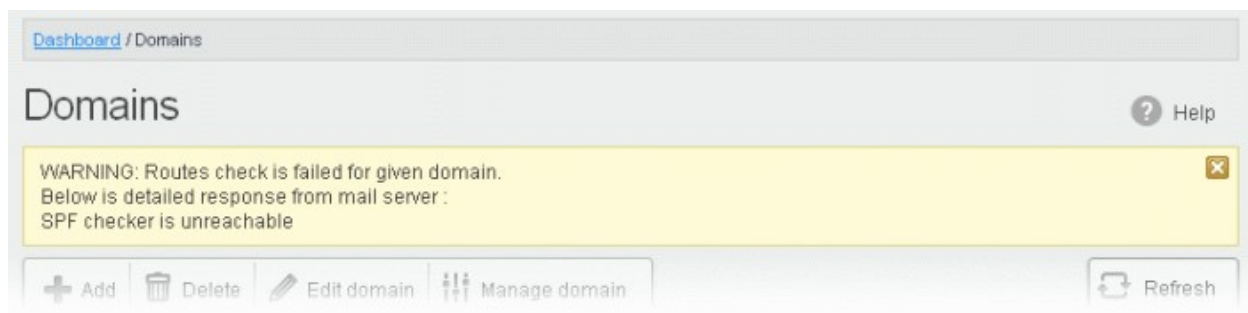 Dashboard / Domains
Domains
Help
WARNING: Routes check is failed for given domain.
Below is detailed response from mail server :
SPF checker is unreachable
Add Delete Edit domain Manage domain Refresh